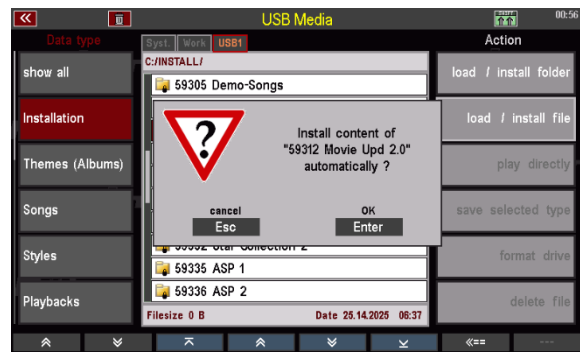 USB Media
00:56
Data type
Syst. Work USB1
Action
C:/INSTALL/
show all
59305 Demo-Songs
load / install folder
Installation
load / install file
?
Install content of
"59312 Movie Upd 2.0"
automatically ?
cancel
Esc
OK
Enter
Themes (Albums)
play directly
Songs
save selected type
Styles
59335 ASP 1
format drive
59336 ASP 2
Playbacks
delete file
Filesize 0 B
Date 25.14.2025 06:37
«==
---